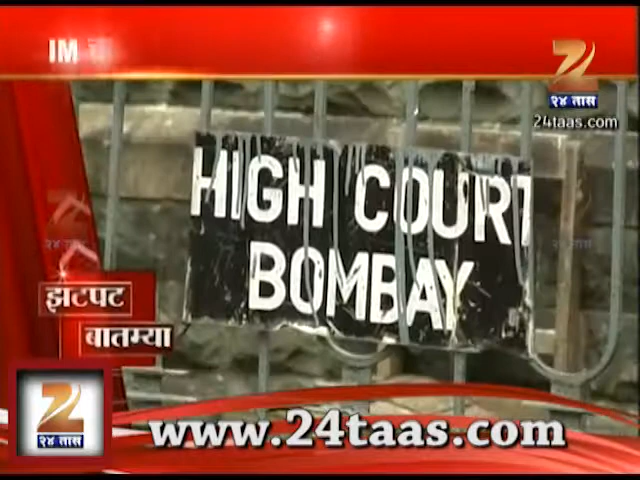 IM
२४ तास
24taas.com
HIGH COURT
BOMBAY
झटपट
बातम्या
२४ तास
www.24taas.com